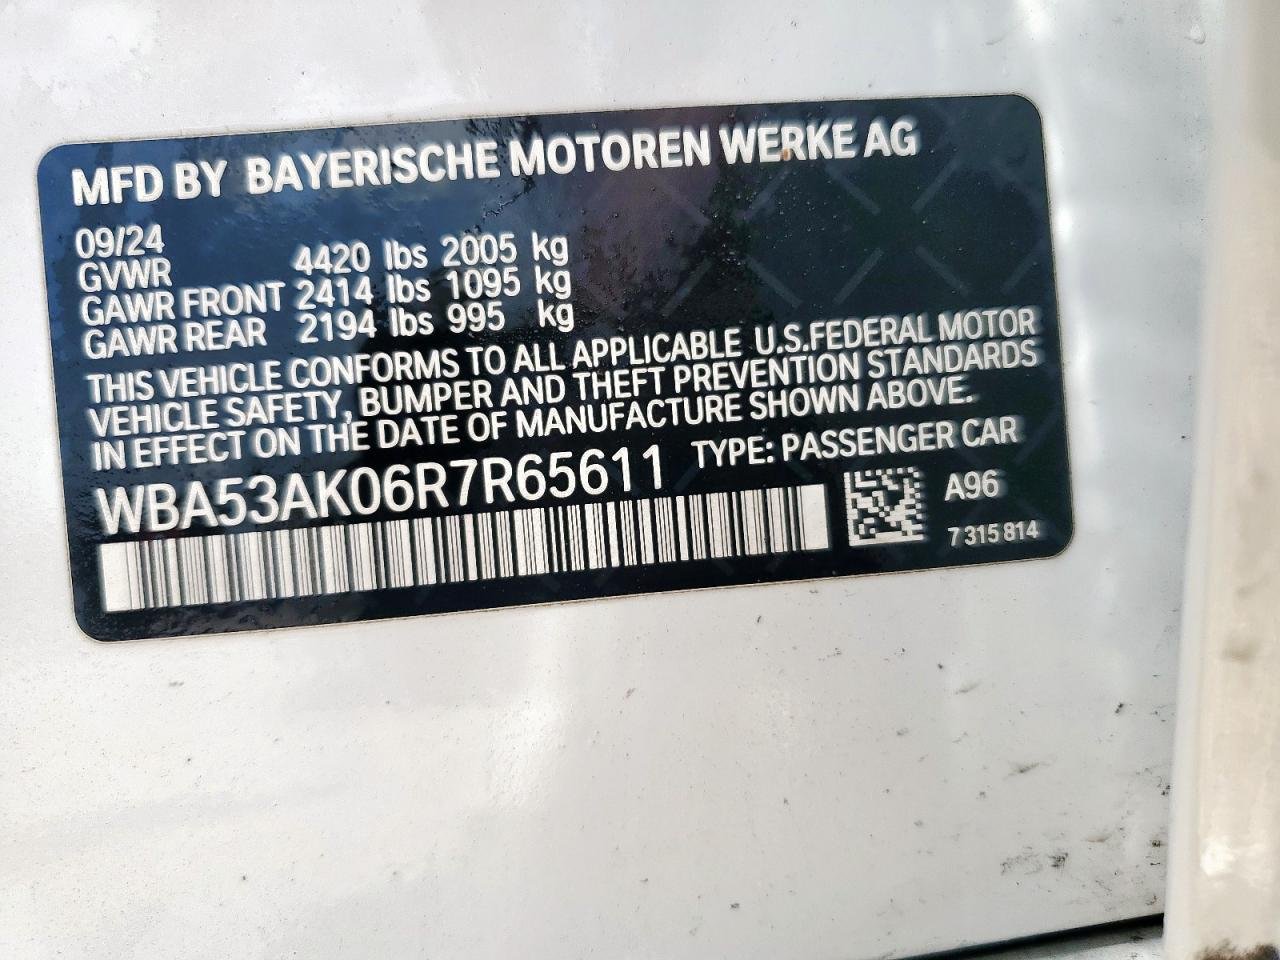 MFD BY BAYERISCHE MOTOREN WERKE AG
09/24
GVWR 4420 lbs 2005 kg
GAWR FRONT 2414 lbs 1095 kg
GAWR REAR 2194 lbs 995 kg
THIS VEHICLE CONFORMS TO ALL APPLICABLE U.S.FEDERAL MOTOR
VEHICLE SAFETY, BUMPER AND THEFT PREVENTION STANDARDS
IN EFFECT ON THE DATE OF MANUFACTURE SHOWN ABOVE.
WBA53AK06R7R65611 TYPE: PASSENGER CAR
A96
7 315 814